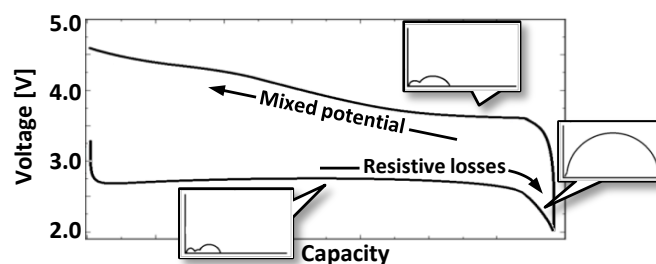 5.0
4.0
3.0
2.0
Voltage [V]
Mixed potential
Resistive losses
Capacity